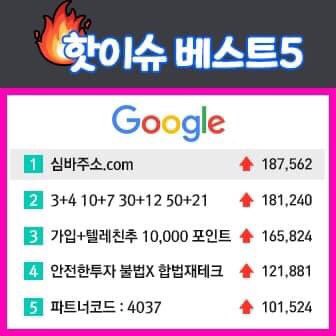 핫이슈 베스트5
Google
1 심바주소.com 187,562
2 3+4 10+7 30+12 50+21 181,240
3 가입+텔레친추 10,000 포인트 165,824
4 안전한투자 불법X 합법재테크 121,881
5 파트너코드 : 4037 101,524